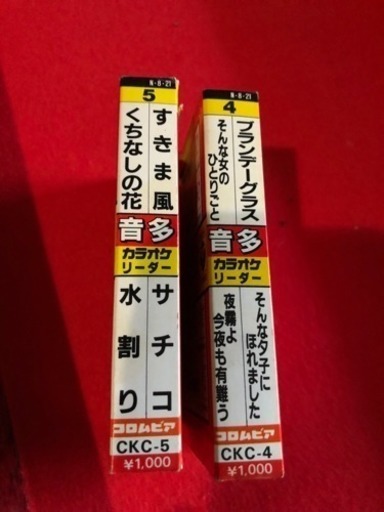 N-8-21
5
すきま風
くちなしの花
音多
カラオケ
リーダー
サチコ
水割り
コロムビア
CKC-5
¥1,000
N-8-21
4
ブランデーグラス
そんな女の
ひとりごと
音多
カラオケ
リーダー
そんな夕子に
ほれました
夜霧よ
今夜も有難う
コロムビア
CKC-4
¥1,000